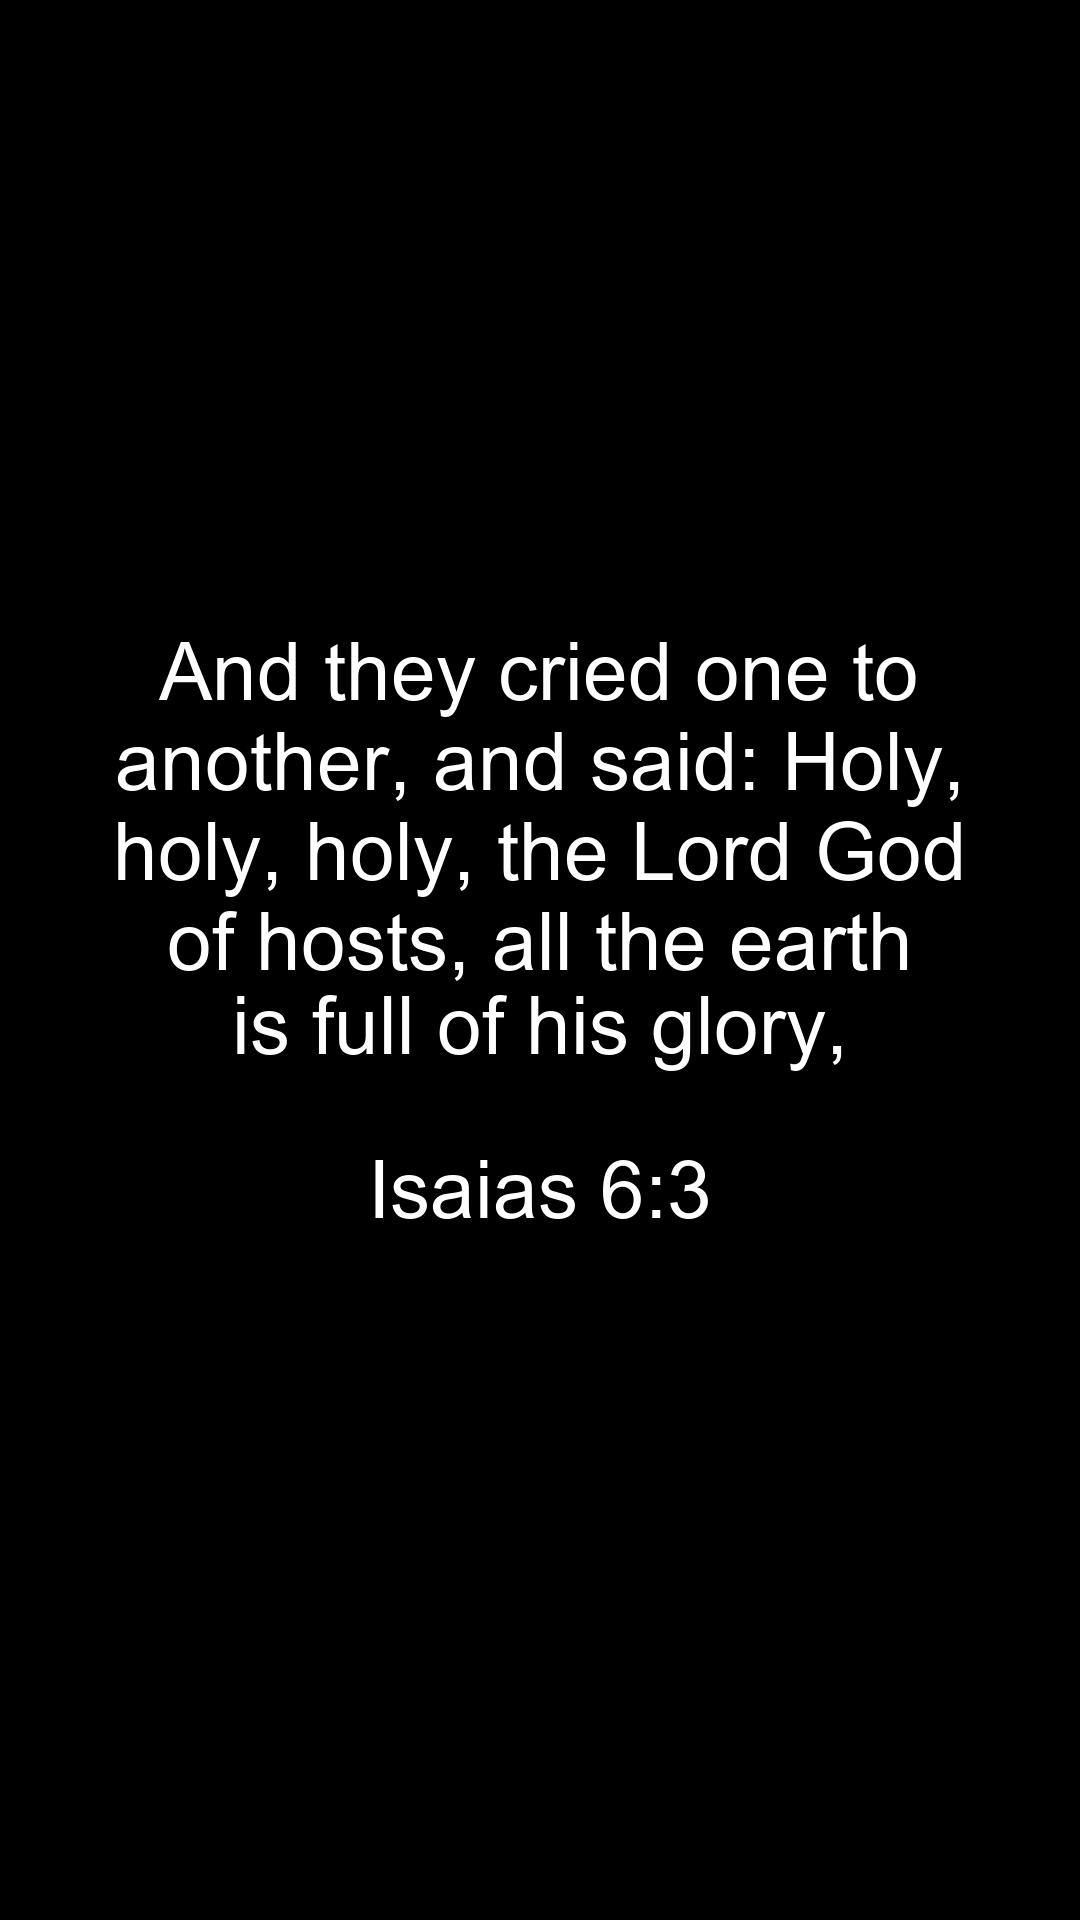 And they cried one to
another, and said: Holy,
holy, holy, the Lord God
of hosts, all the earth
is full of his glory,
Isaias 6:3